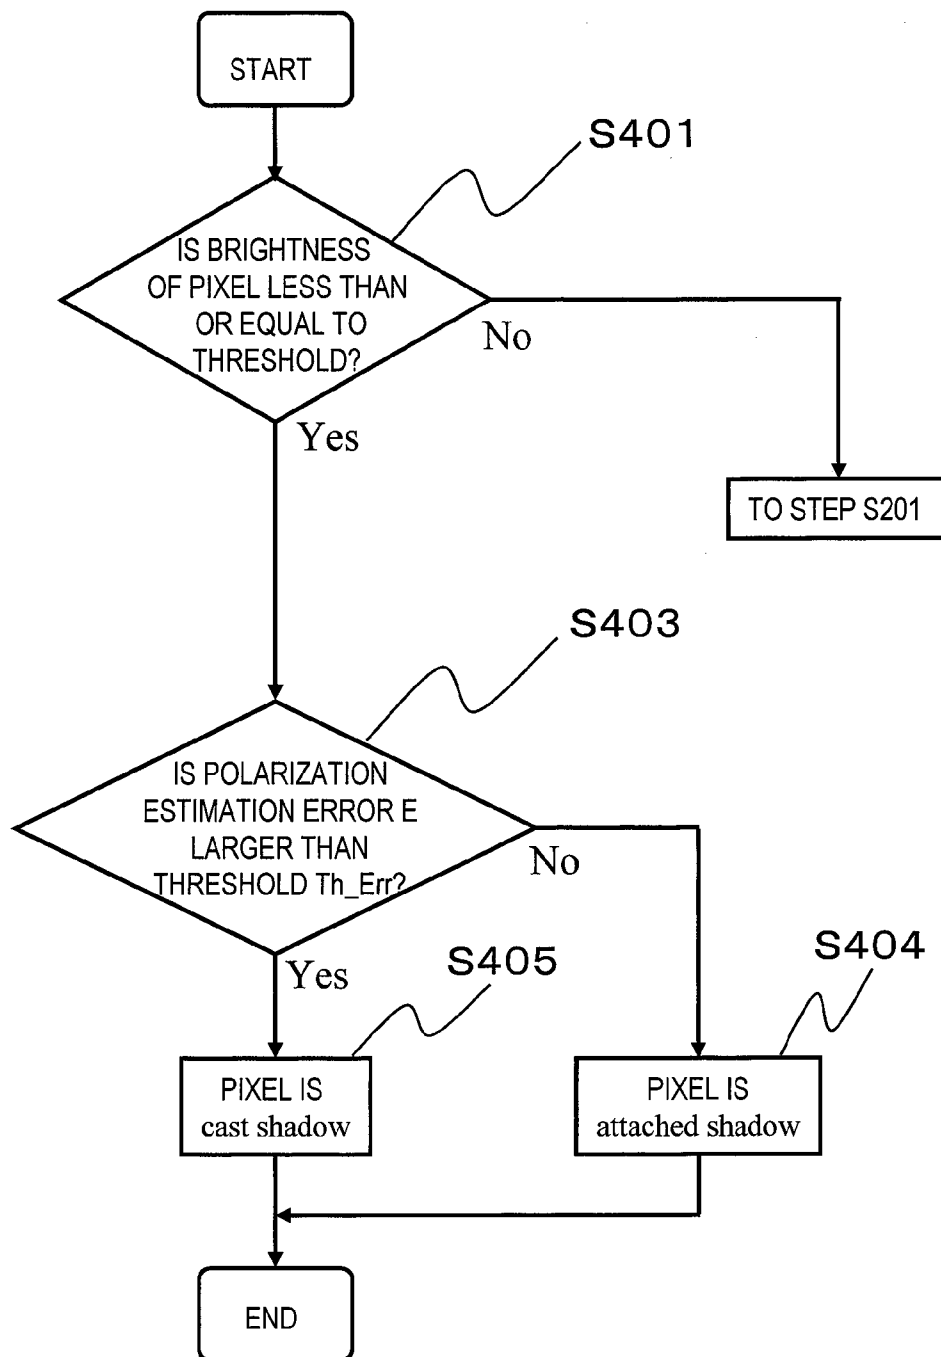 START
S401
IS BRIGHTNESS
OF PIXEL LESS THAN
OR EQUAL TO
THRESHOLD?
No
Yes
TO STEP S201
S403
IS POLARIZATION
ESTIMATION ERROR E
LARGER THAN
THRESHOLD Th_Err?
No
Yes
S405
S404
PIXEL IS
cast shadow
PIXEL IS
attached shadow
END